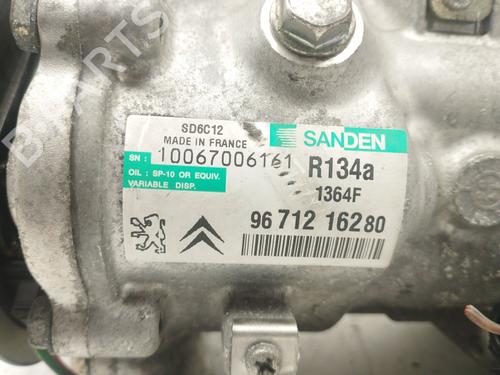 SD6C12
MADE IN FRANCE
SANDEN
SN : 10067006161
R134a
OIL : SP-10 OR EQUIV.
VARIABLE DISP.
1364F
96 712 162 80